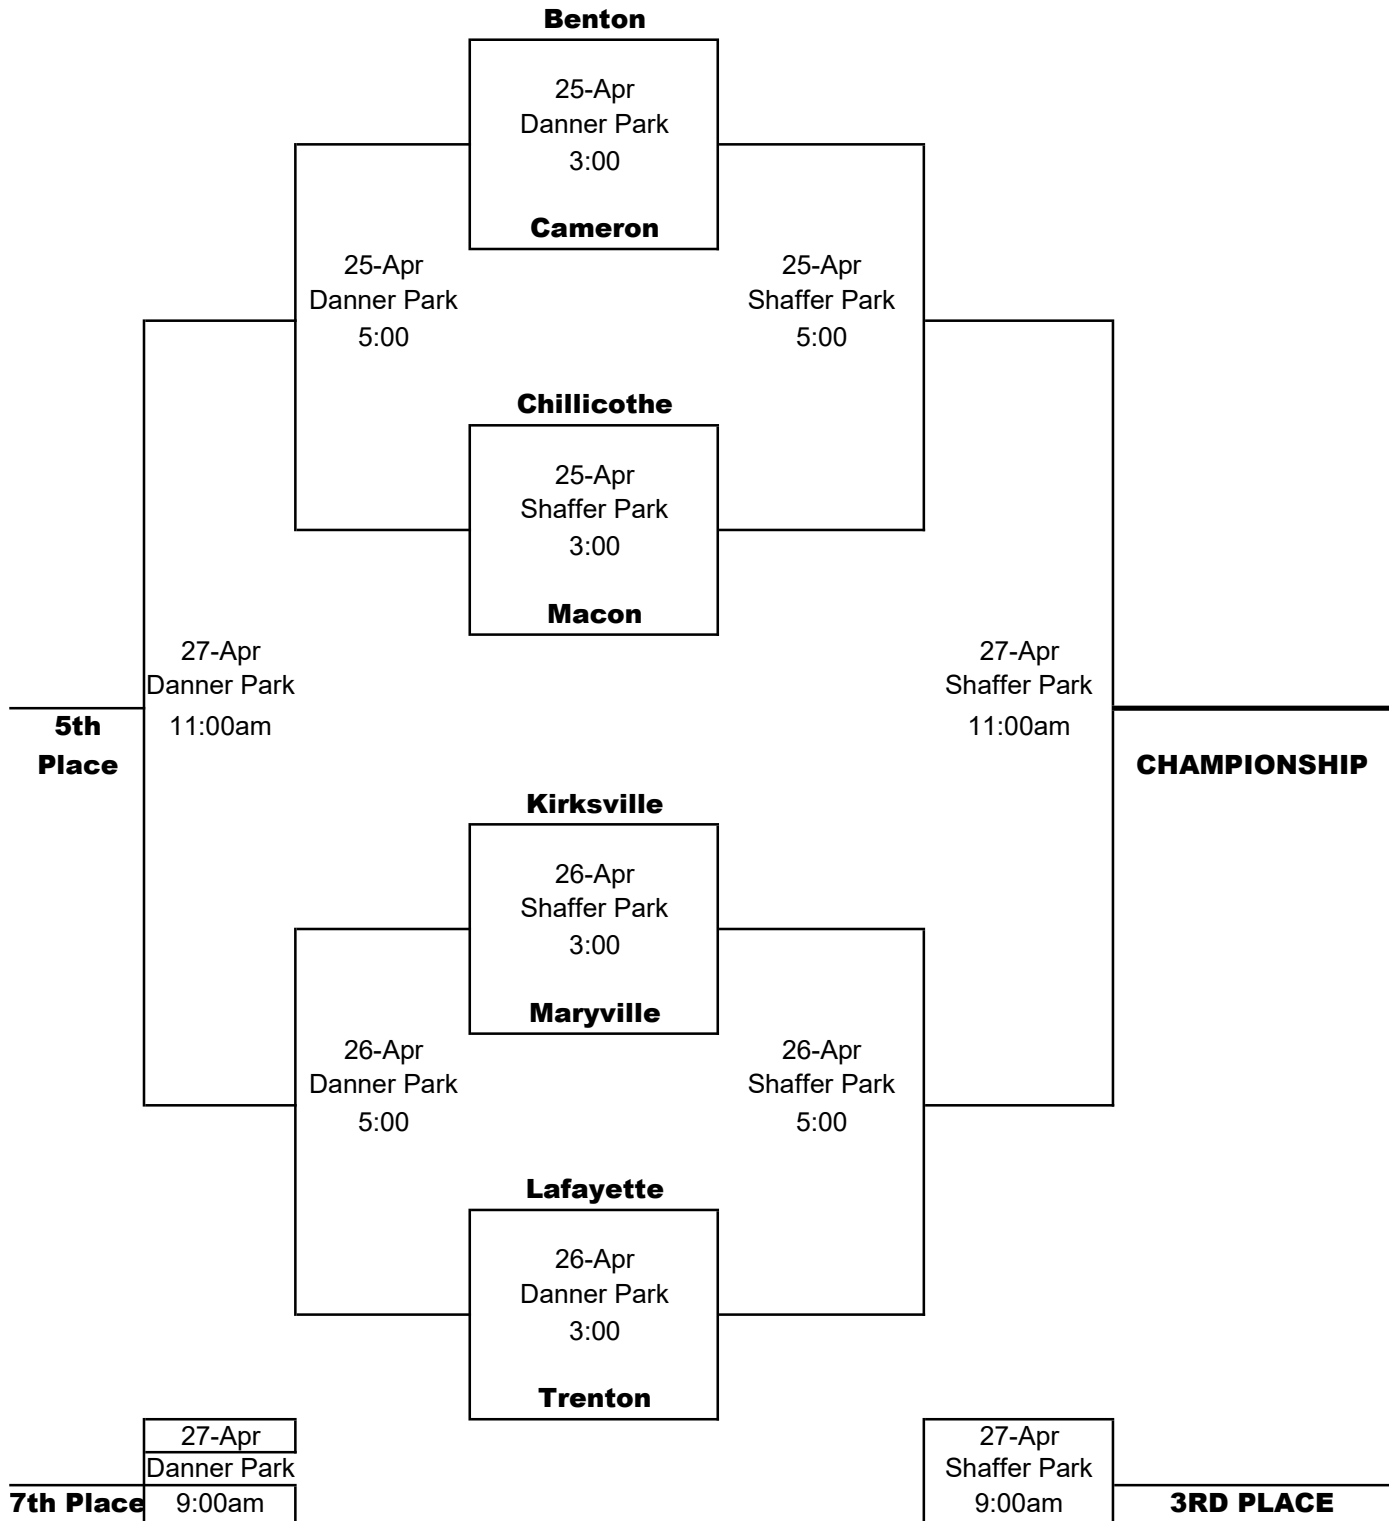 Benton
25-Apr
Danner Park
3:00
Cameron
25-Apr
Danner Park
5:00
25-Apr
Shaffer Park
5:00
Chillicothe
25-Apr
Shaffer Park
3:00
Macon
27-Apr
Danner Park
11:00am
5th
Place
27-Apr
Shaffer Park
11:00am
CHAMPIONSHIP
Kirksville
26-Apr
Shaffer Park
3:00
Maryville
26-Apr
Danner Park
5:00
26-Apr
Shaffer Park
5:00
Lafayette
26-Apr
Danner Park
3:00
Trenton
27-Apr
Danner Park
9:00am
7th Place
27-Apr
Shaffer Park
9:00am
3RD PLACE